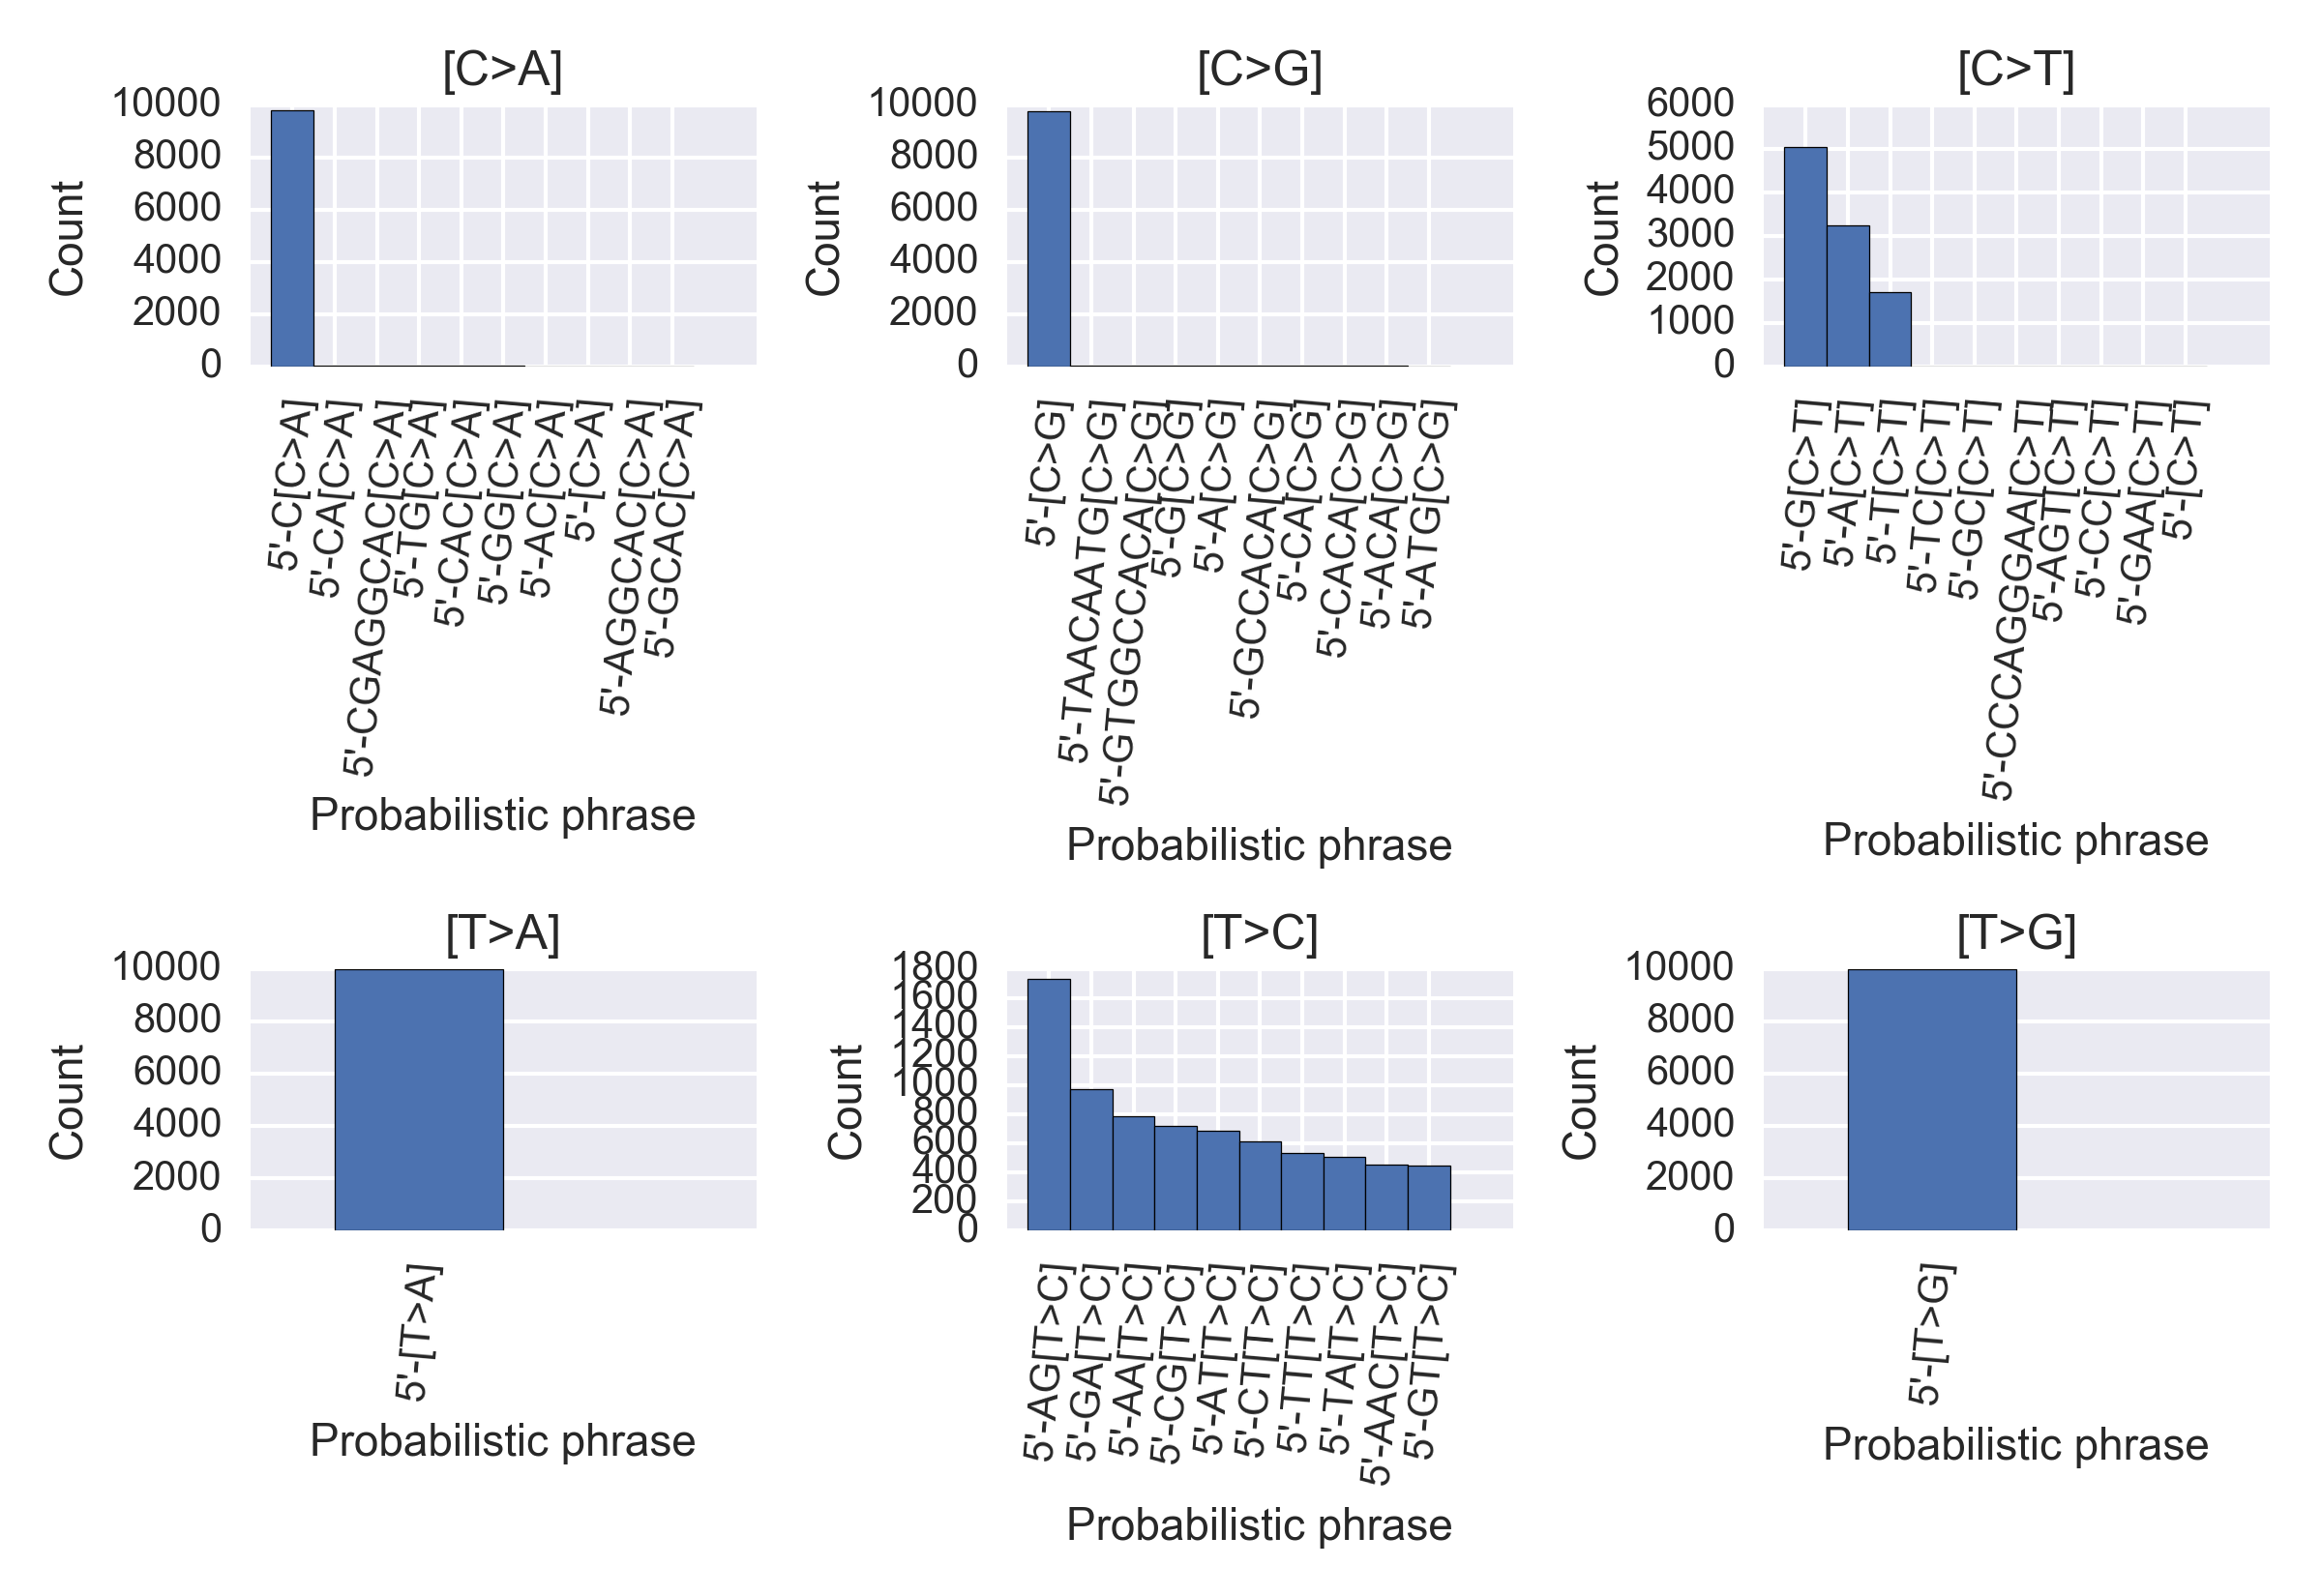 [C>A]
10000
8000
6000
4000
2000
0
Count
5'-C[C>A]
5'-CA[C>A]
5'-CGAGGCAC[C>A]
5'-TG[C>A]
5'-CAC[C>A]
5'-GG[C>A]
5'-AC[C>A]
5'-[C>A]
5'-AGGCAC[C>A]
5'-GCAC[C>A]
Probabilistic phrase
[C>G]
10000
8000
6000
4000
2000
0
Count
5'-[C>G]
5'-TAACAATG[C>G]
5'-GTGGCCACA[C>G]
5'-G[C>G]
5'-A[C>G]
5'-GCCACA[C>G]
5'-CA[C>G]
5'-CACA[C>G]
5'-ACA[C>G]
5'-ATG[C>G]
Probabilistic phrase
[C>T]
6000
5000
4000
3000
2000
1000
0
Count
5'-G[C>T]
5'-A[C>T]
5'-T[C>T]
5'-TC[C>T]
5'-GC[C>T]
5'-CCCAGGAA[C>T]
5'-AGT[C>T]
5'-CC[C>T]
5'-GAA[C>T]
5'-[C>T]
Probabilistic phrase
[T>A]
10000
8000
6000
4000
2000
0
Count
5'-[T>A]
Probabilistic phrase
[T>C]
1800
1600
1400
1200
1000
800
600
400
200
0
Count
5'-AG[T>C]
5'-GA[T>C]
5'-AA[T>C]
5'-CG[T>C]
5'-AT[T>C]
5'-CT[T>C]
5'-TT[T>C]
5'-TA[T>C]
5'-AAC[T>C]
5'-GT[T>C]
Probabilistic phrase
[T>G]
10000
8000
6000
4000
2000
0
Count
5'-[T>G]
Probabilistic phrase